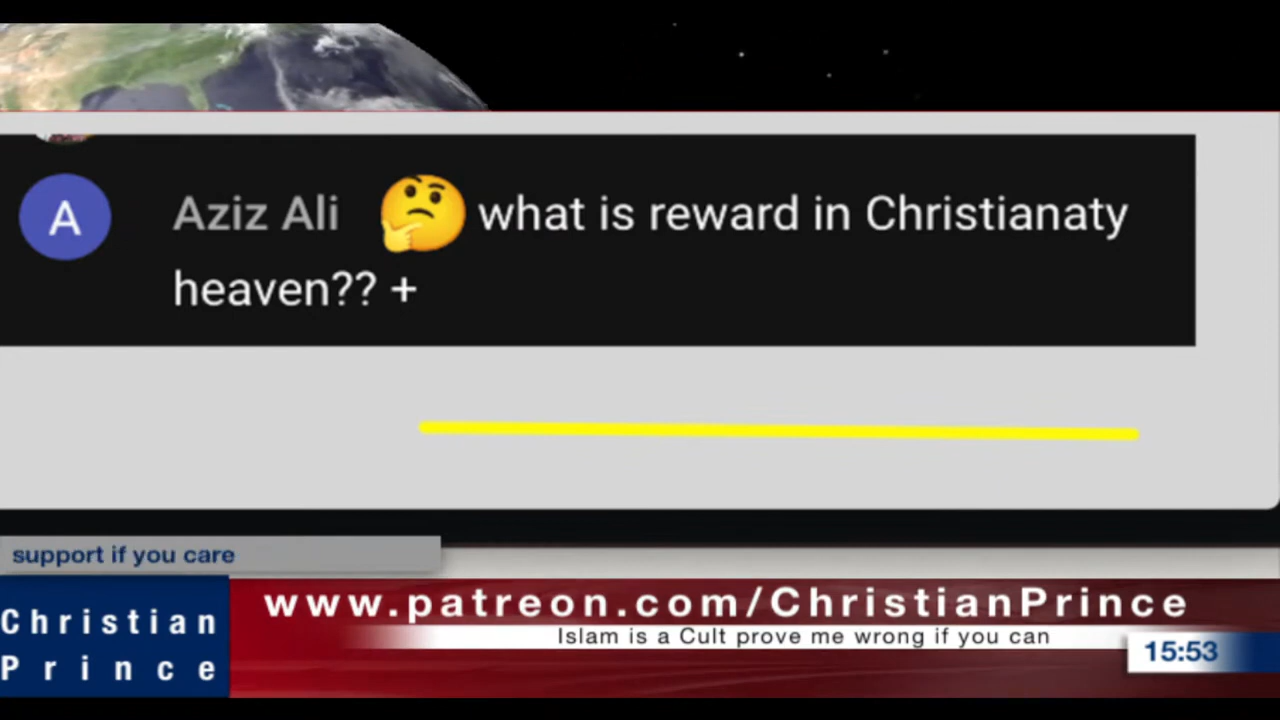 A
Aziz Ali 🤔 what is reward in Christianaty
heaven?? +
support if you care
Christian
Prince
www.patreon.com/ChristianPrince
Islam is a Cult prove me wrong if you can
15:53